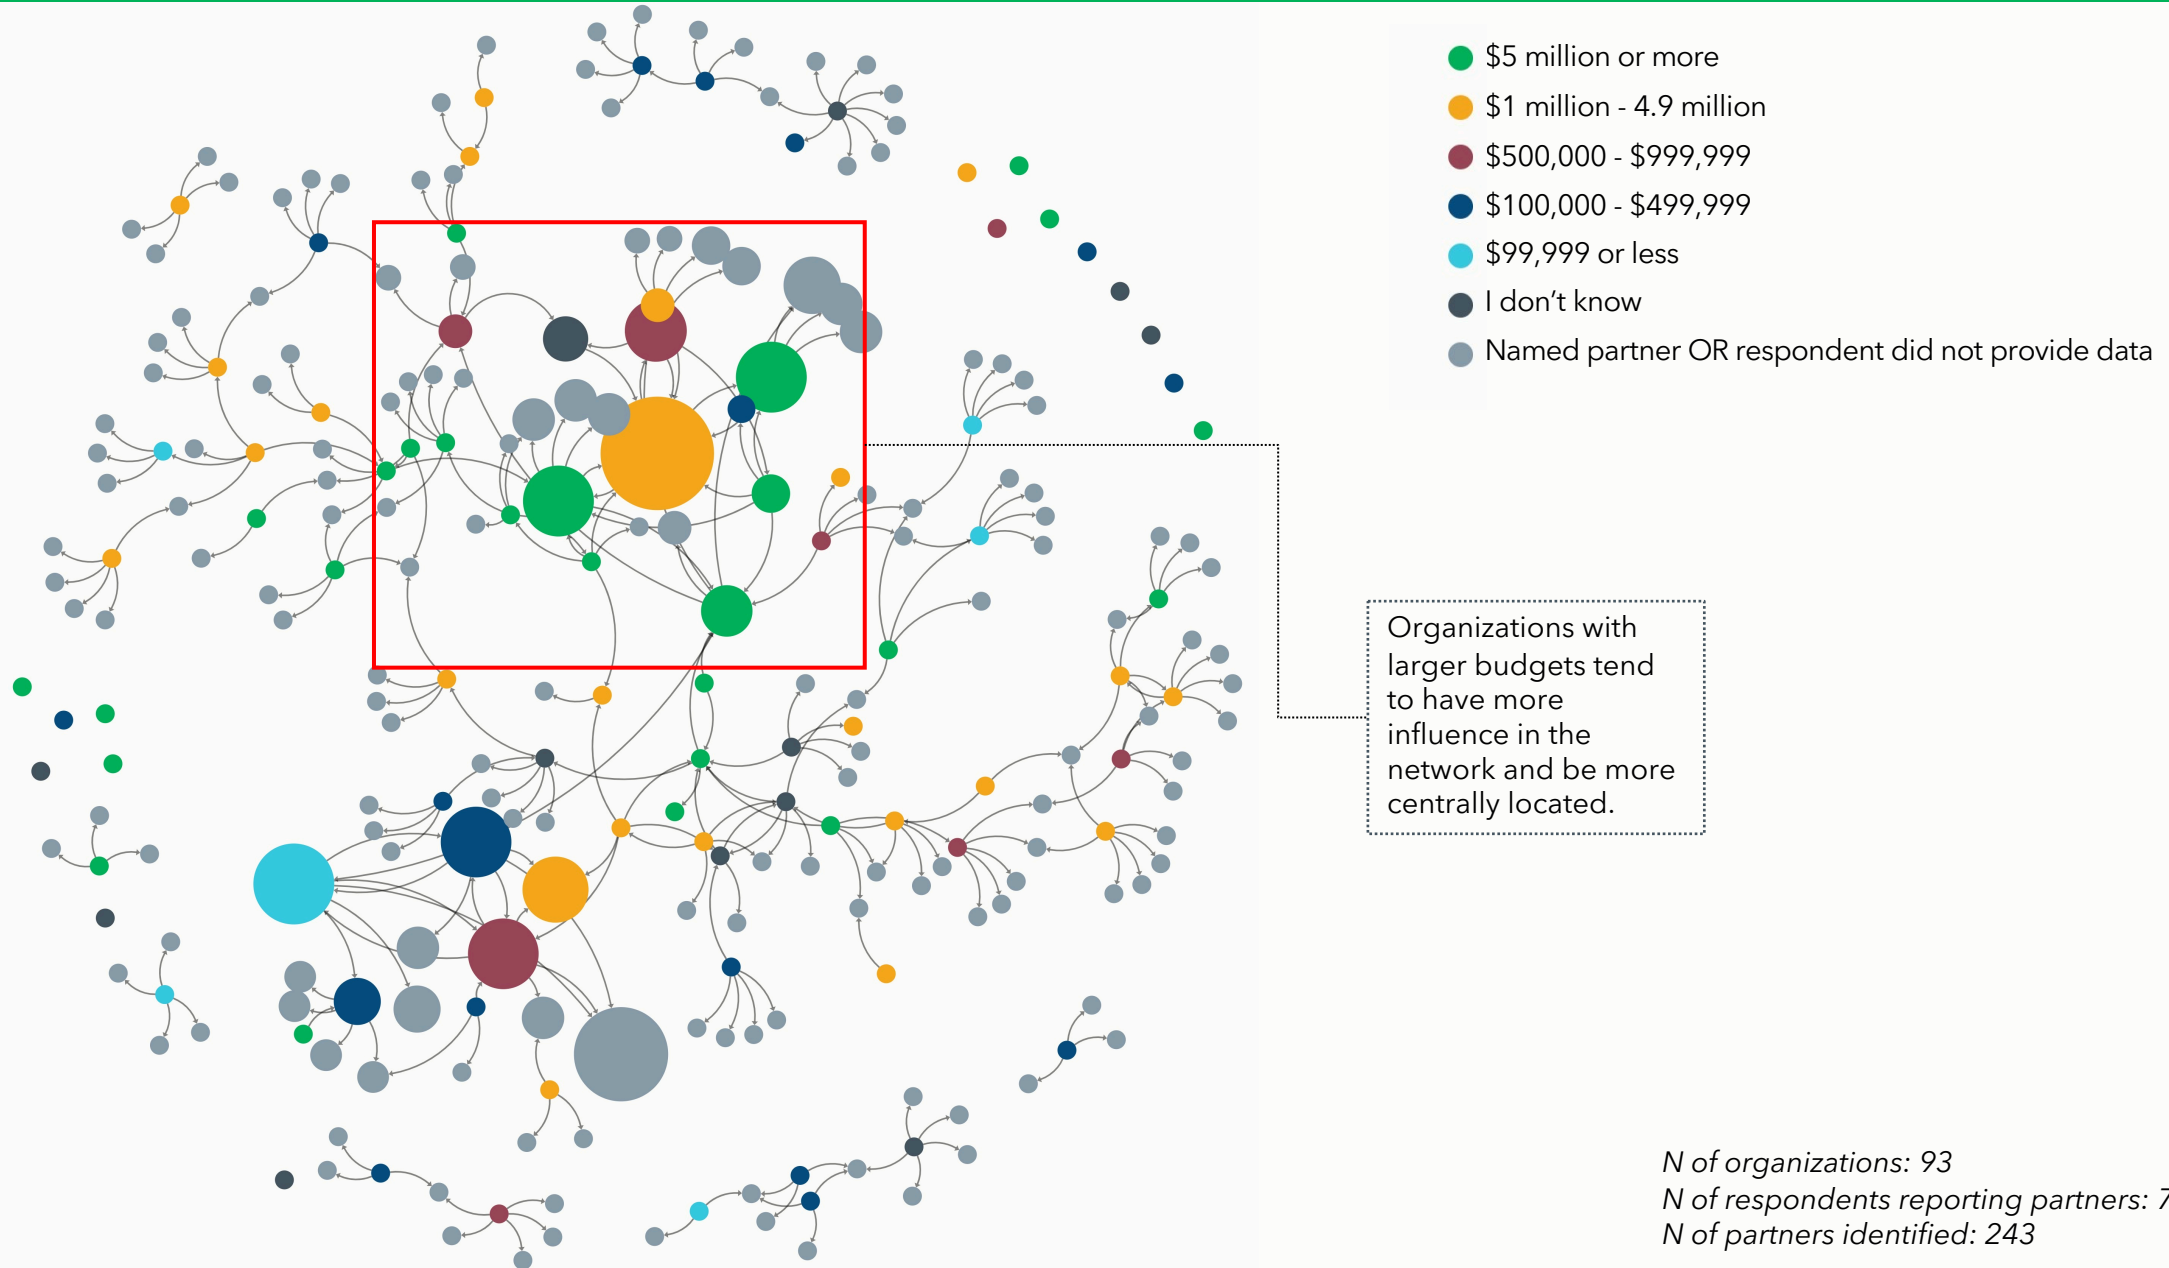 $5 million or more
$1 million - 4.9 million
$500,000 - $999,999
$100,000 - $499,999
$99,999 or less
I don’t know
Named partner OR respondent did not provide data
Organizations with
larger budgets tend
to have more
influence in the
network and be more
centrally located.
N of organizations: 93
N of respondents reporting partners:
N of partners identified: 243